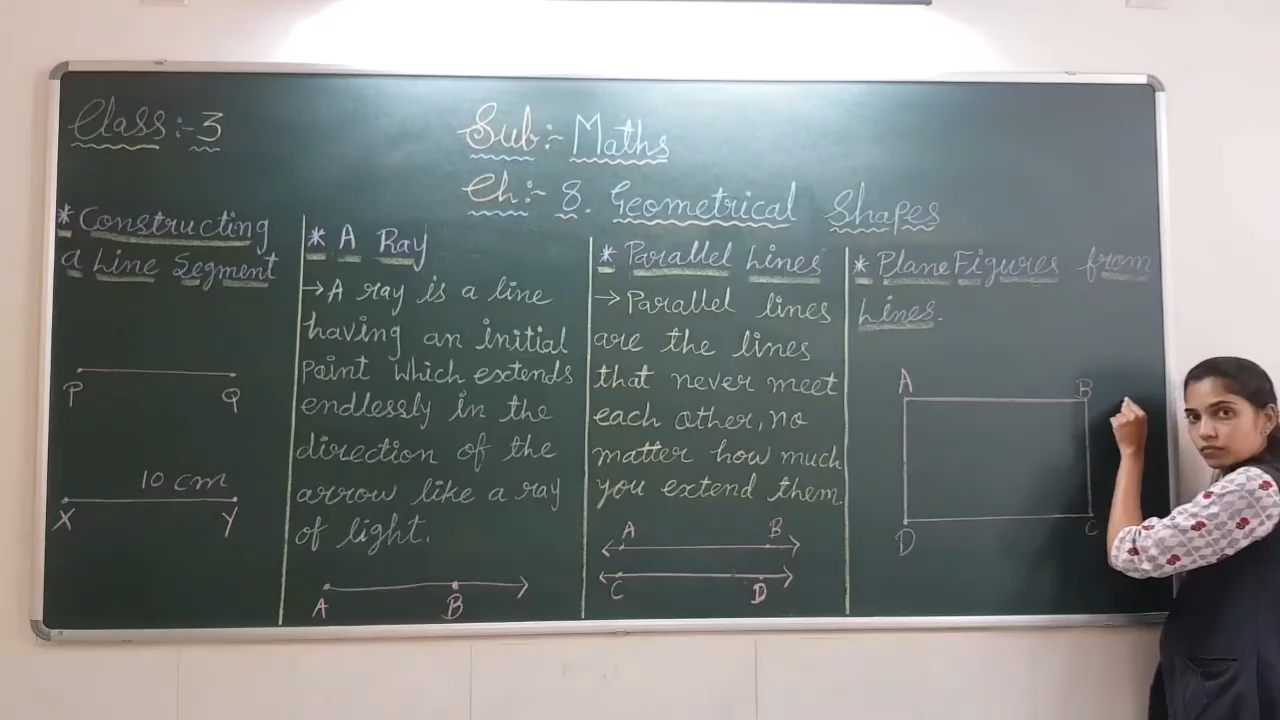 Class:- 3
Sub:- Maths
Ch:- 8. Geometrical Shapes
* Constructing
a Line Segment
P Q
10 cm
X Y
* A Ray
→ A ray is a line
having an initial
point which extends
endlessly in the
direction of the
arrow like a ray
of light.
A B
* Parallel Lines
→ Parallel lines
are the lines
that never meet
each other, no
matter how much
you extend them.
A B
C D
* Plane Figures from
Lines.
A B
D C